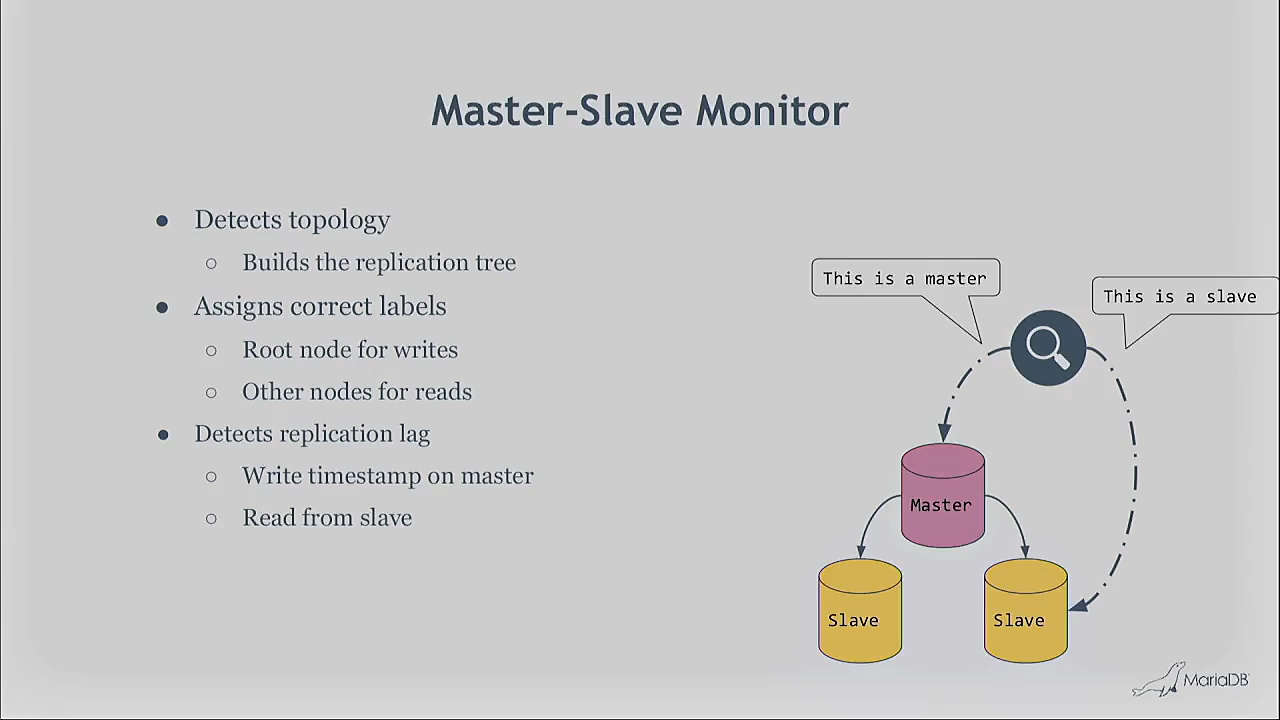 Master-Slave Monitor
● Detects topology
○ Builds the replication tree
● Assigns correct labels
○ Root node for writes
○ Other nodes for reads
● Detects replication lag
○ Write timestamp on master
○ Read from slave
This is a master
This is a slave
Master
Slave
Slave
MariaDB